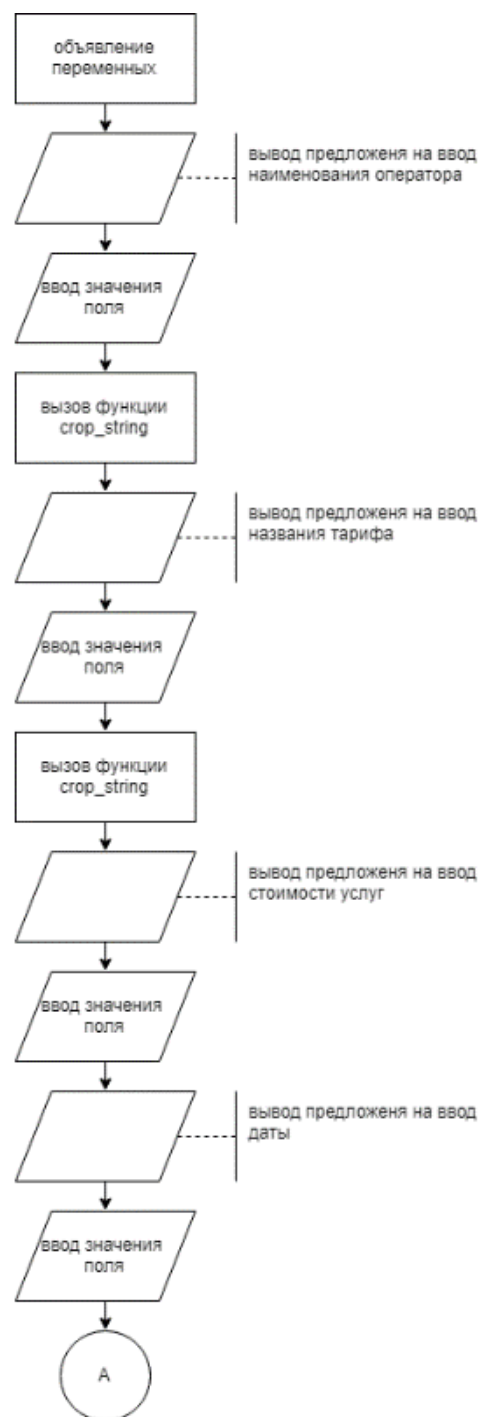 объявление
переменных
вывод предложеня на ввод
наименования оператора
ввод значения
поля
вызов функции
crop_string
вывод предложеня на ввод
названия тарифа
ввод значения
поля
вызов функции
crop_string
вывод предложеня на ввод
стоимости услуг
ввод значения
поля
вывод предложеня на ввод
даты
ввод значения
поля
А